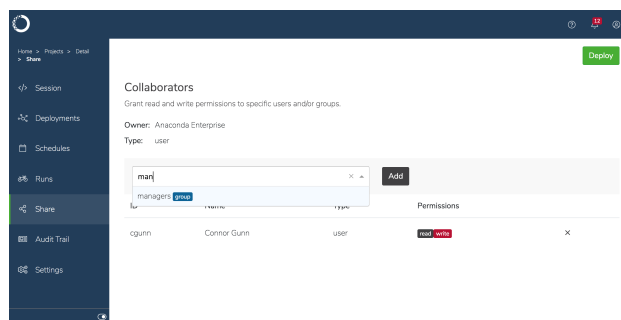 12
Home > Projects > Detail
> Share
Deploy
Session
Collaborators
Grant read and write permissions to specific users and/or groups.
Deployments
Owner: Anaconda Enterprise
Type: user
Schedules
man
Add
Runs
managers group
ID Name Type Permissions
Share
cgunn Connor Gunn user read write
Audit Trail
Settings